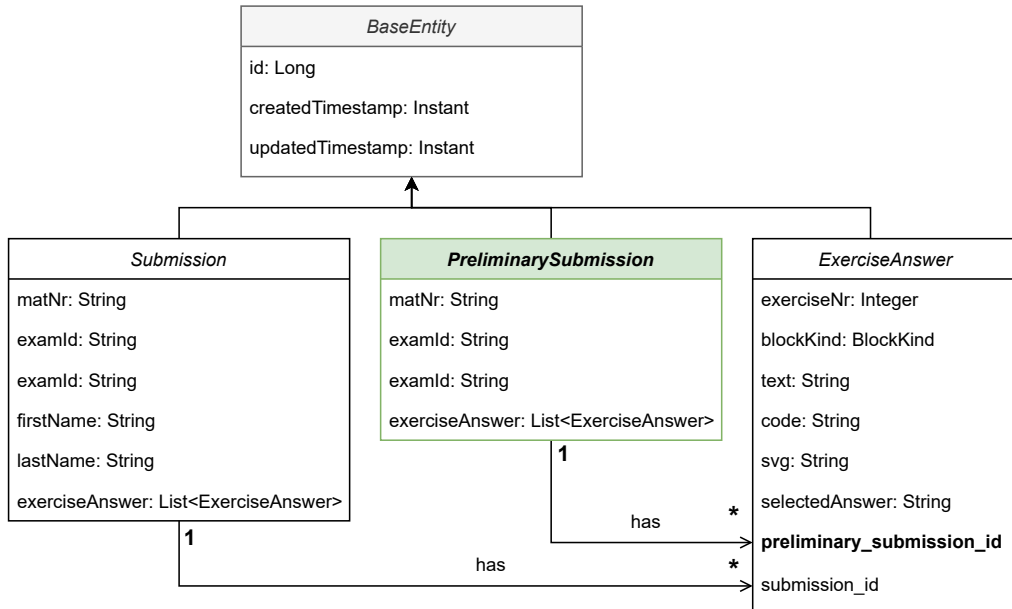 BaseEntity
id: Long
createdTimestamp: Instant
updatedTimestamp: Instant
Submission
matNr: String
examId: String
examId: String
firstName: String
lastName: String
exerciseAnswer: List<ExerciseAnswer>
PreliminarySubmission
matNr: String
examId: String
examId: String
exerciseAnswer: List<ExerciseAnswer>
ExerciseAnswer
exerciseNr: Integer
blockKind: BlockKind
text: String
code: String
svg: String
selectedAnswer: String
preliminary_submission_id
submission_id
1
has
*
1
has
*